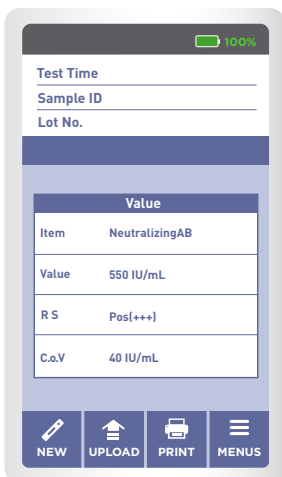 100%
Test Time
Sample ID
Lot No.
Value
Item NeutralizingAB
Value 550 IU/mL
R S Pos(+++)
C.o.V 40 IU/mL
NEW UPLOAD PRINT MENUS